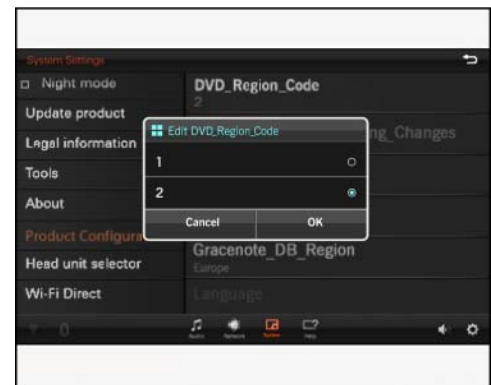 System Settings
Night mode
DVD_Region_Code
2
Update product
Edit DVD_Region_Code
ng_Changes
Legal information
1
Tools
2
About
Cancel
OK
Product Configura
Gracenote_DB_Region
Head unit selector
Europe
Wi-Fi Direct
Language
0
Audio
Network
System
Help